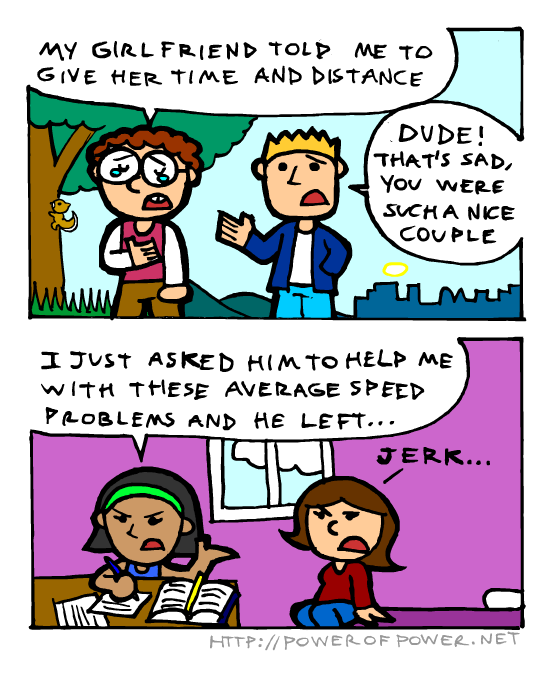 MY GIRLFRIEND TOLD ME TO
GIVE HER TIME AND DISTANCE
DUDE!
THAT'S SAD,
YOU WERE
SUCH A NICE
COUPLE
I JUST ASKED HIM TO HELP ME
WITH THESE AVERAGE SPEED
PROBLEMS AND HE LEFT...
JERK...
HTTP://POWEROFPOWER.NET